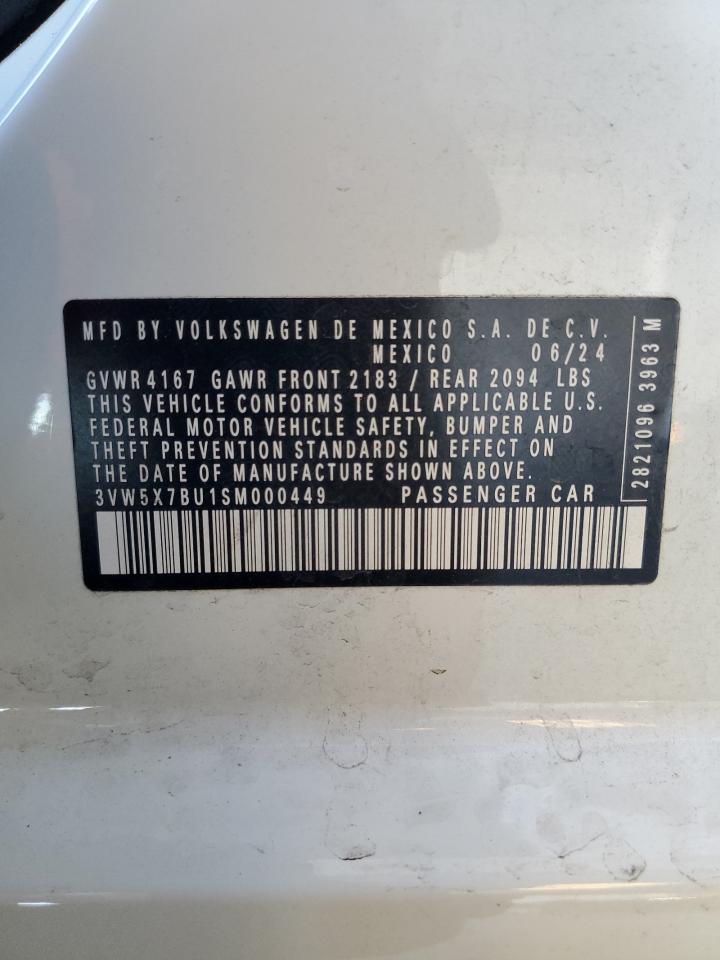 MFD BY VOLKSWAGEN DE MEXICO S.A. DE C.V.
MEXICO 06/24
GVWR 4167 GAWR FRONT 2183 / REAR 2094 LBS
THIS VEHICLE CONFORMS TO ALL APPLICABLE U.S.
FEDERAL MOTOR VEHICLE SAFETY, BUMPER AND
THEFT PREVENTION STANDARDS IN EFFECT ON
THE DATE OF MANUFACTURE SHOWN ABOVE.
3VW5X7BU1SM000449 PASSENGER CAR
2821096 3963 M